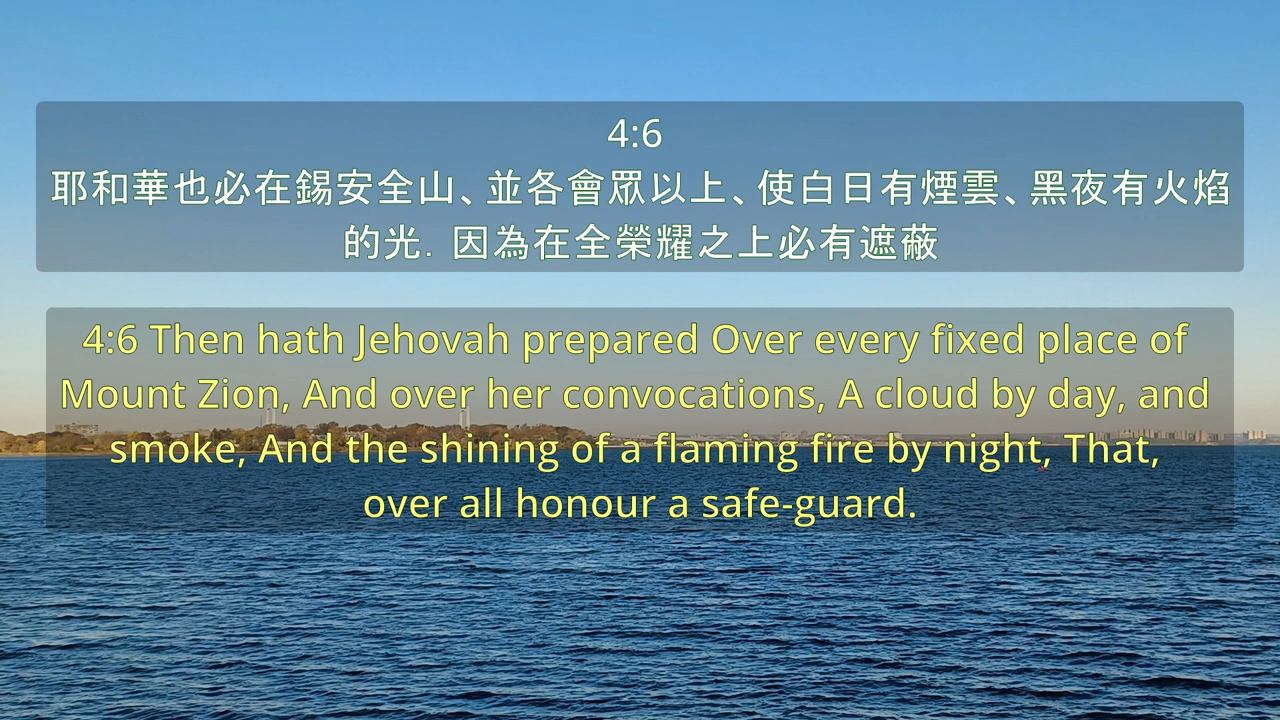 4:6
耶和華也必在錫安全山、並各會眾以上、使白日有煙雲、黑夜有火焰
的光. 因為在全榮耀之上必有遮蔽
4:6 Then hath Jehovah prepared Over every fixed place of
Mount Zion, And over her convocations, A cloud by day, and
smoke, And the shining of a flaming fire by night, That,
over all honour a safe-guard.